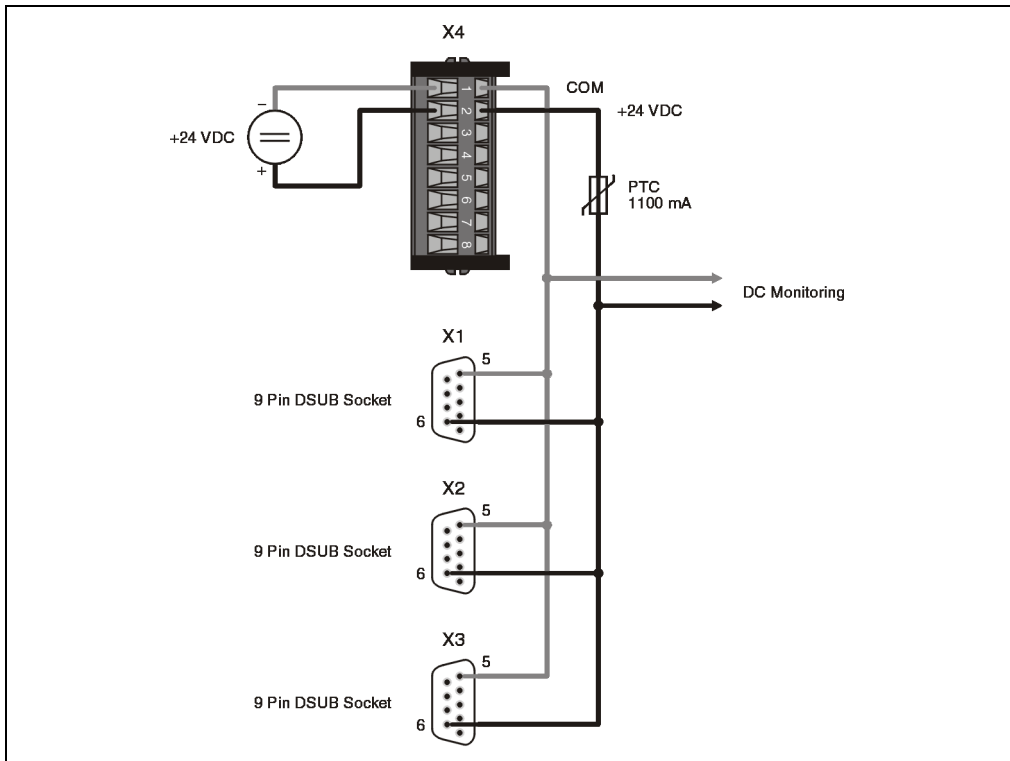 X4
COM
+24 VDC
–
+24 VDC
+
1
2
3
4
5
6
7
8
PTC
1100 mA
DC Monitoring
X1
5
9 Pin DSUB Socket
6
X2
5
9 Pin DSUB Socket
6
X3
5
9 Pin DSUB Socket
6